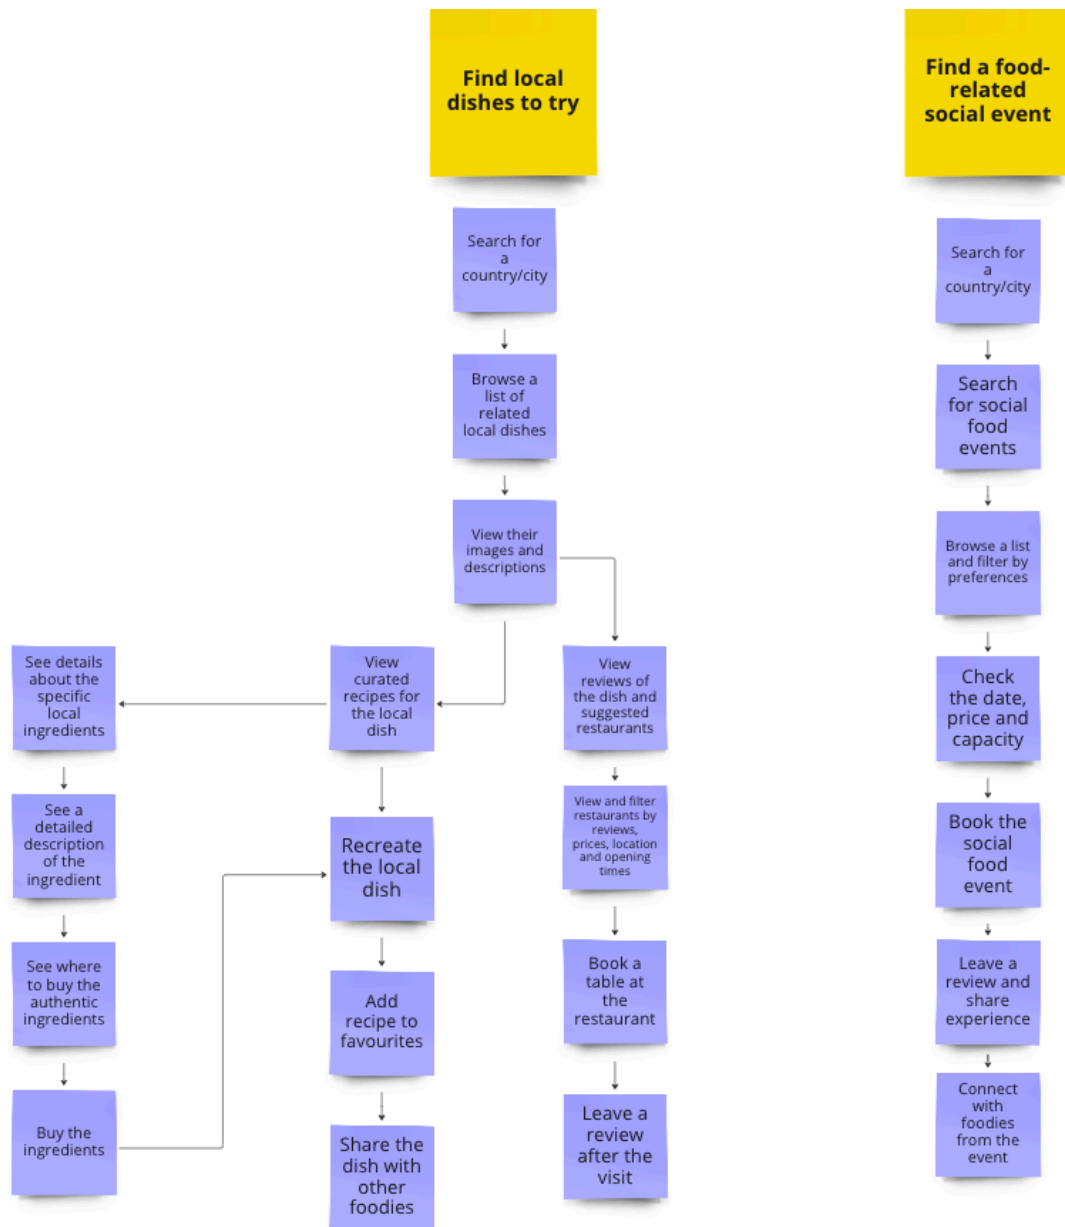 Find local
dishes to try
Find a food-
related
social event
Search for
a
country/city
Search for
a
country/city
Browse a
list of
related
local dishes
Search
for social
food
events
View their
images and
descriptions
Browse a list
and filter by
preferences
See details
about the
specific
local
ingredients
View
curated
recipes for
the local
dish
View
reviews of
the dish and
suggested
restaurants
Check
the date,
price and
capacity
See a
detailed
description
of the
ingredient
Recreate
the local
dish
View and filter
restaurants by
reviews,
prices, location
and opening
times
Book the
social
food
event
See where
to buy the
authentic
ingredients
Add
recipe to
favourites
Book a
table at
the
restaurant
Leave a
review and
share
experience
Buy the
ingredients
Share the
dish with
other
foodies
Leave a
review
after the
visit
Connect
with
foodies
from the
event